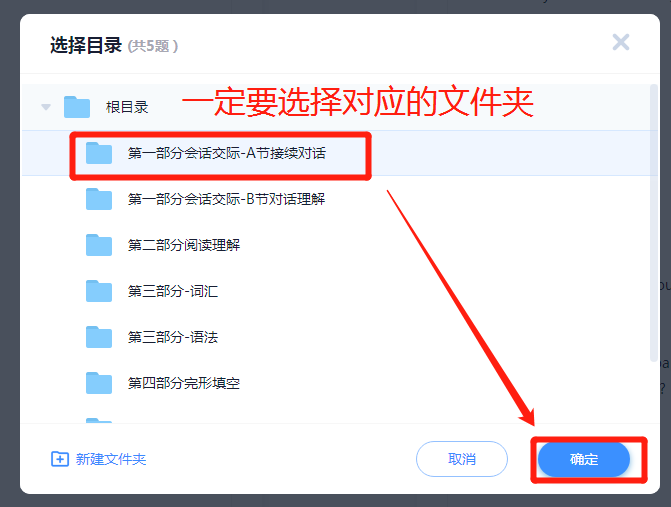 选择目录 (共5题 )
根目录
一定要选择对应的文件夹
第一部分会话交际-A节接续对话
第一部分会话交际-B节对话理解
第二部分阅读理解
第三部分-词汇
第三部分-语法
第四部分完形填空
新建文件夹
取消
确定